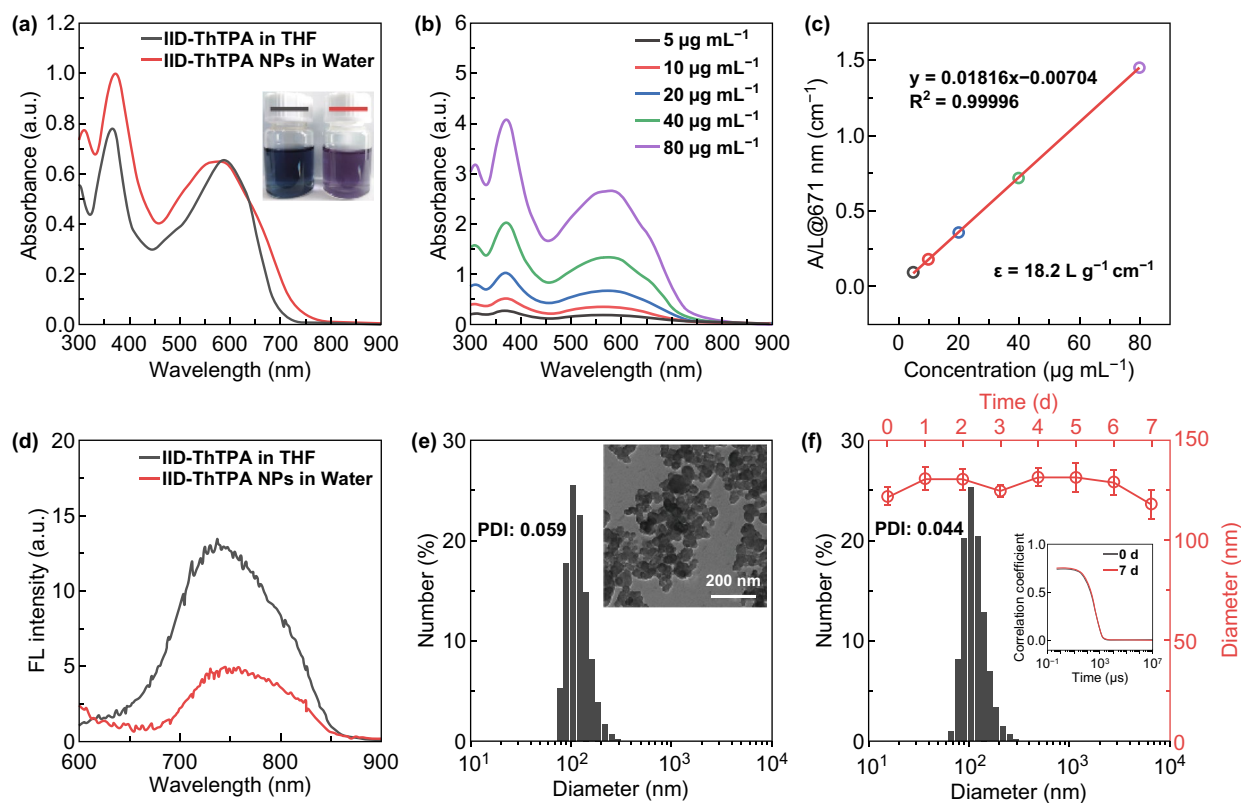 (a)
IID-ThTPA in THF
IID-ThTPA NPs in Water
Absorbance (a.u.)
1.2
1.0
0.8
0.6
0.4
0.2
0.0
300 400 500 600 700 800 900
Wavelength (nm)
(b)
5 µg mL⁻¹
10 µg mL⁻¹
20 µg mL⁻¹
40 µg mL⁻¹
80 µg mL⁻¹
Absorbance (a.u.)
6
5
4
3
2
1
0
300 400 500 600 700 800 900
Wavelength (nm)
(c)
y = 0.01816x−0.00704
R² = 0.99996
ε = 18.2 L g⁻¹ cm⁻¹
A/L@671 nm (cm⁻¹)
1.5
1.0
0.5
0.0
0 20 40 60 80
Concentration (µg mL⁻¹)
(d)
IID-ThTPA in THF
IID-ThTPA NPs in Water
FL intensity (a.u.)
20
15
10
5
0
600 700 800 900
Wavelength (nm)
(e)
PDI: 0.059
200 nm
Number (%)
30
20
10
0
10¹ 10² 10³ 10⁴
Diameter (nm)
(f)
Time (d)
0 1 2 3 4 5 6 7
PDI: 0.044
Number (%)
30
20
10
0
10¹ 10² 10³ 10⁴
Diameter (nm)
150
100
50
0
Diameter (nm)
0 d
7 d
Correlation coefficient
1.0
0.5
0.0
10⁻¹ 10³ 10⁷
Time (µs)